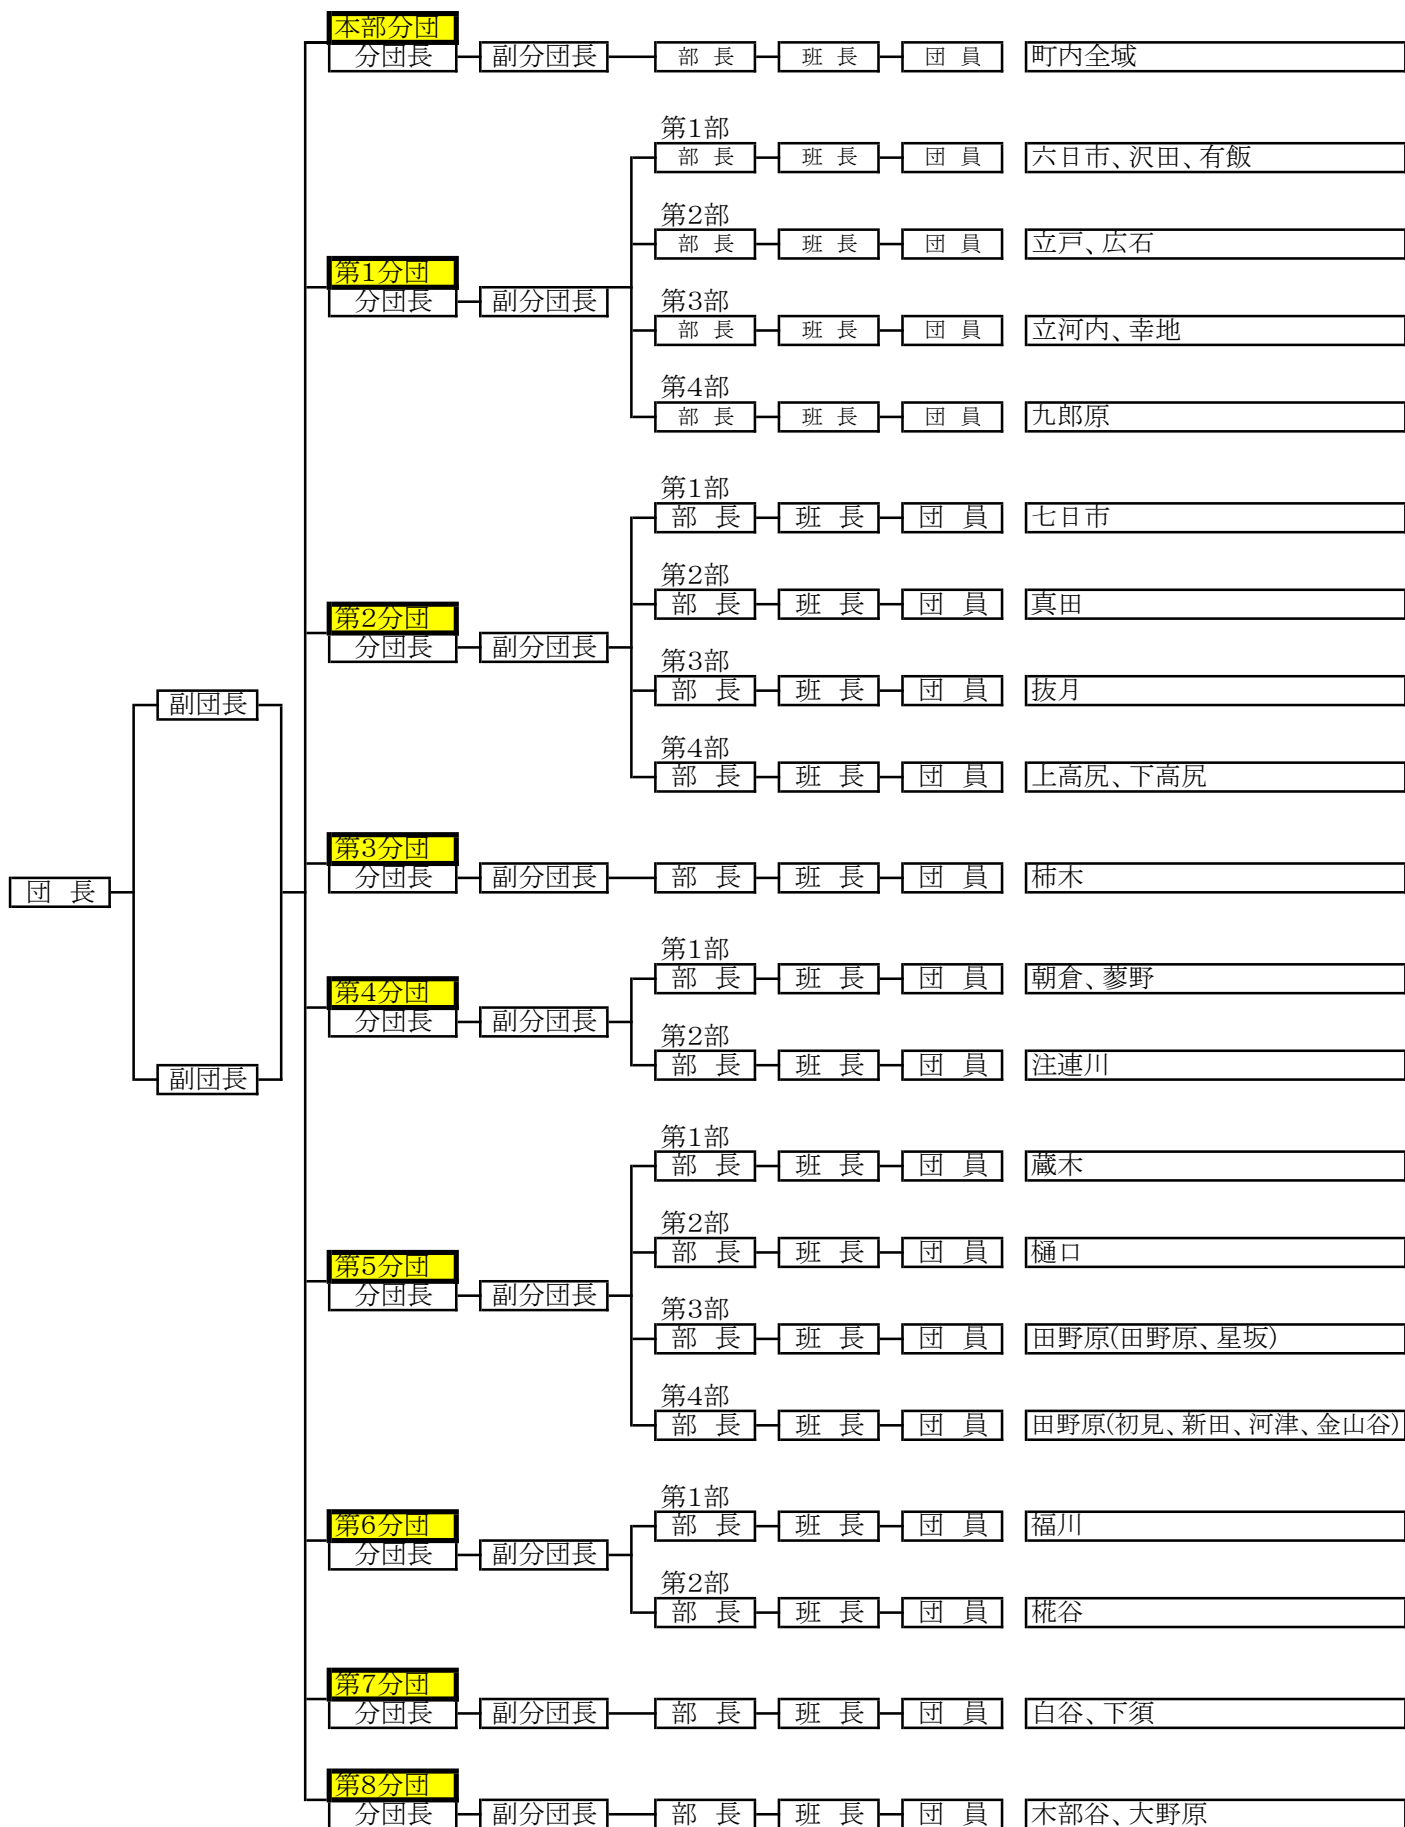 本部分団
分団長 副分団長 部 長 班 長 団 員 町内全域
第1部
部 長 班 長 団 員 六日市、沢田、有飯
第2部
部 長 班 長 団 員 立戸、広石
第1分団
分団長 副分団長
第3部
部 長 班 長 団 員 立河内、幸地
第4部
部 長 班 長 団 員 九郎原
第1部
部 長 班 長 団 員 七日市
第2部
部 長 班 長 団 員 真田
第2分団
分団長 副分団長
第3部
部 長 班 長 団 員 抜月
副団長
第4部
部 長 班 長 団 員 上高尻、下高尻
第3分団
分団長 副分団長 部 長 班 長 団 員 柿木
団 長
第1部
部 長 班 長 団 員 朝倉、蓼野
第4分団
分団長 副分団長
第2部
部 長 班 長 団 員 注連川
副団長
第1部
部 長 班 長 団 員 蔵木
第2部
部 長 班 長 団 員 樋口
第5分団
分団長 副分団長
第3部
部 長 班 長 団 員 田野原(田野原、星坂)
第4部
部 長 班 長 団 員 田野原(初見、新田、河津、金山谷)
第1部
部 長 班 長 団 員 福川
第6分団
分団長 副分団長
第2部
部 長 班 長 団 員 椛谷
第7分団
分団長 副分団長 部 長 班 長 団 員 白谷、下須
第8分団
分団長 副分団長 部 長 班 長 団 員 木部谷、大野原